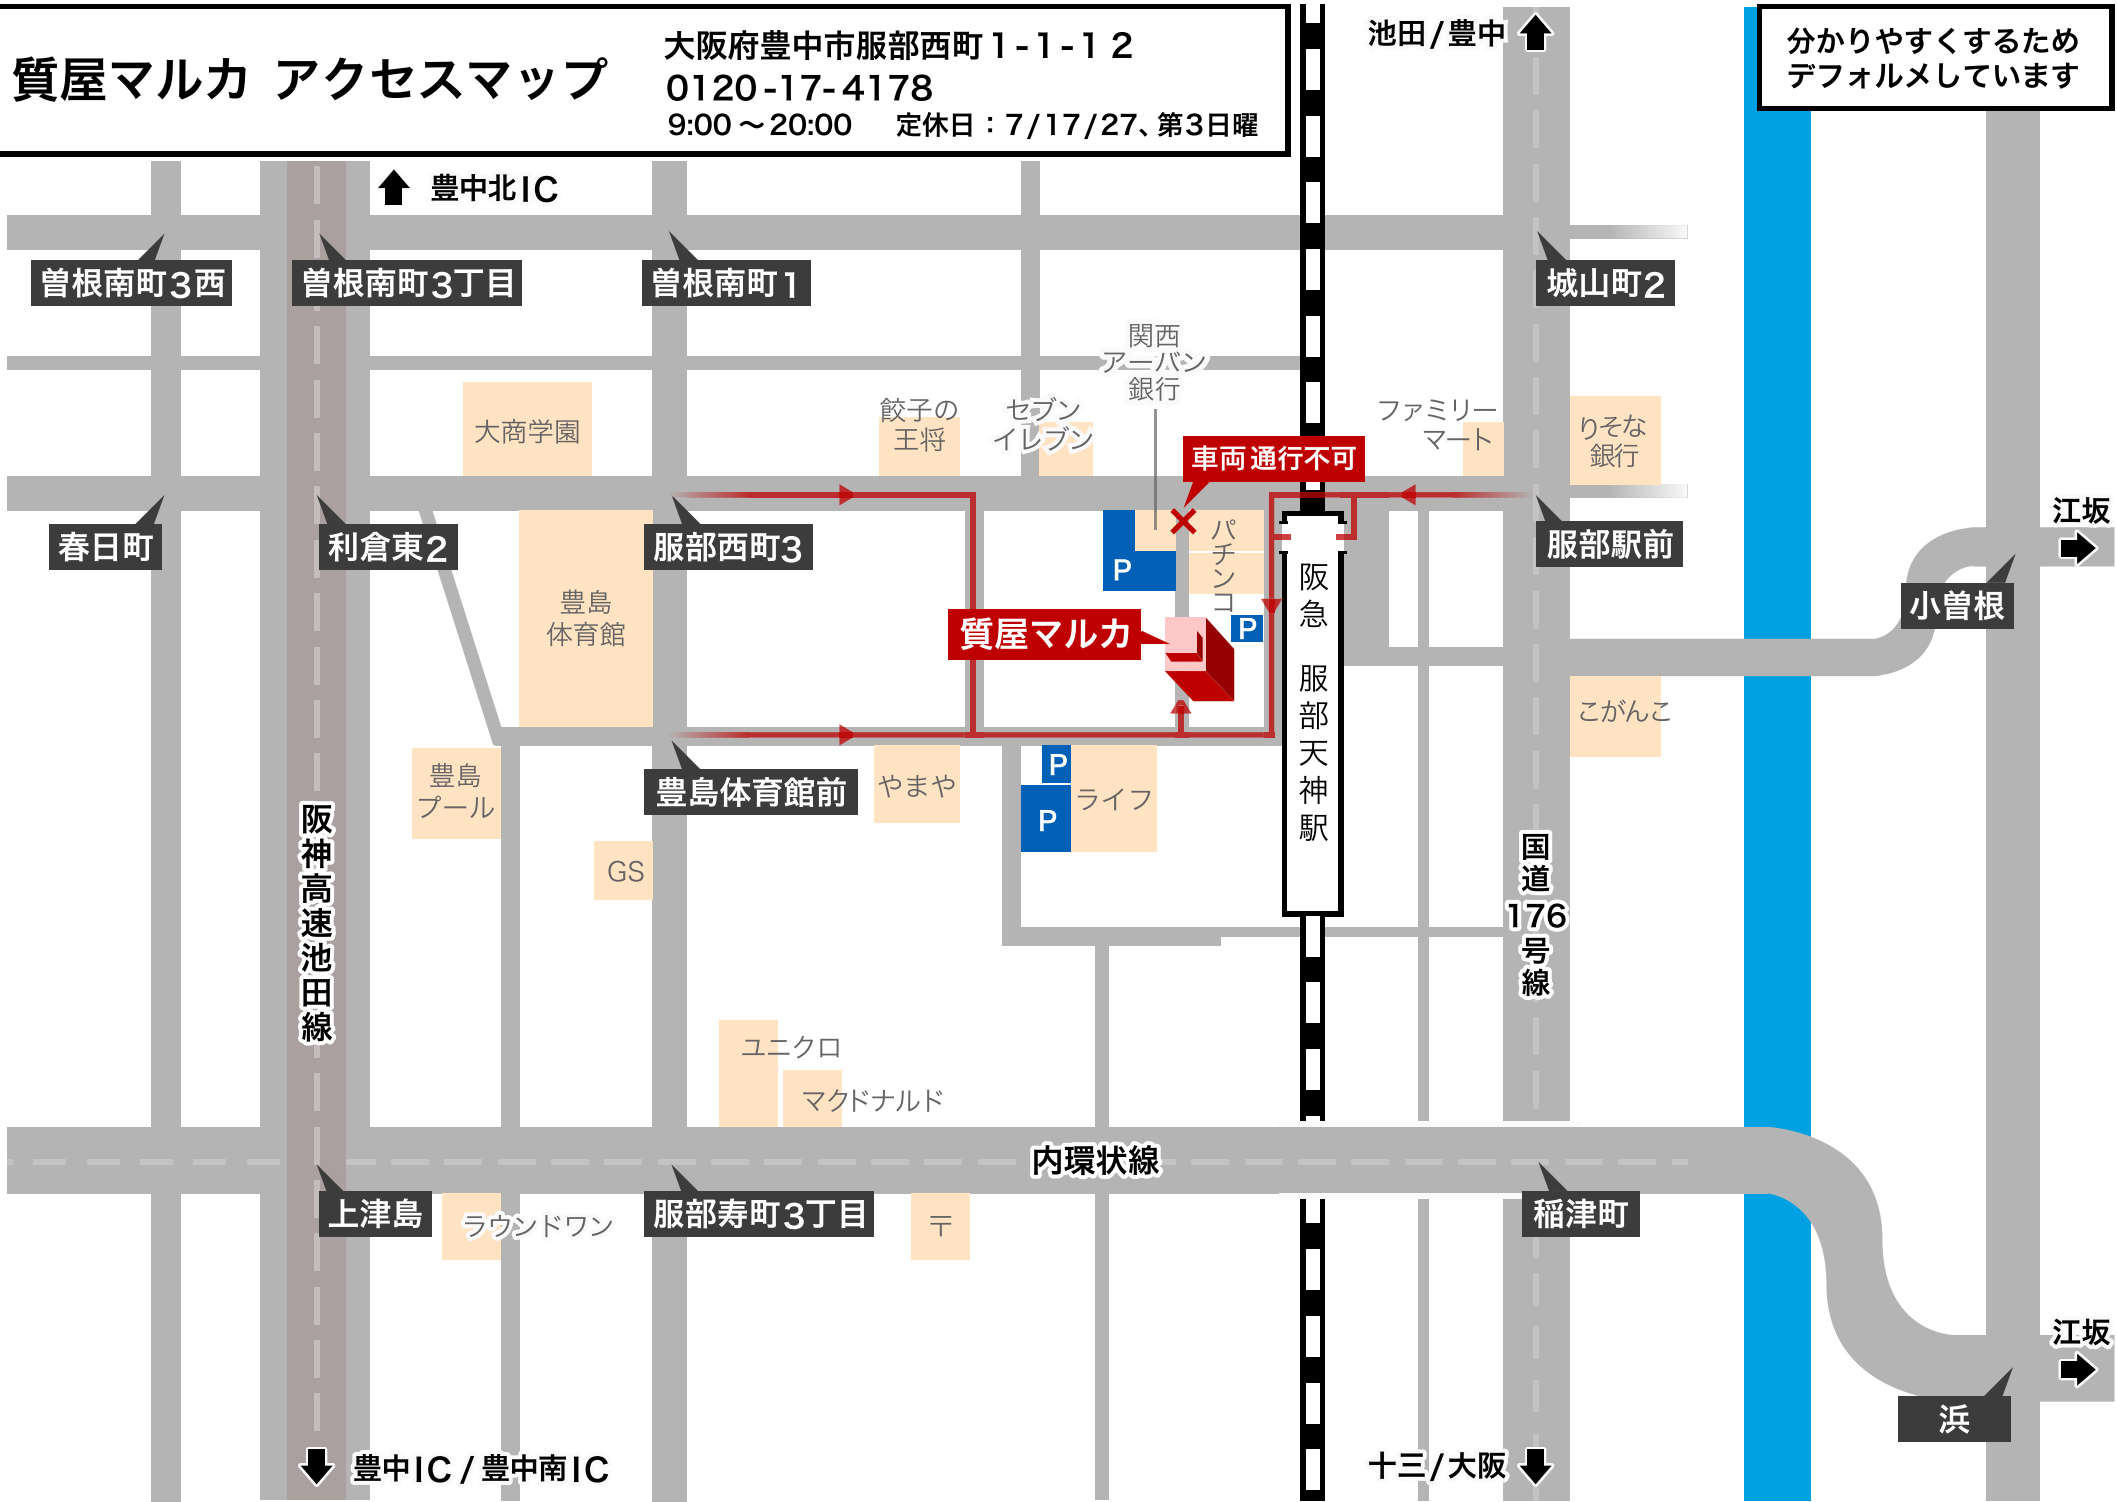 質屋マルカ アクセスマップ
大阪府豊中市服部西町1-1-12
0120-17-4178
9:00～20:00 定休日：7/17/27、第3日曜
池田/豊中
分かりやすくするため
デフォルメしています
豊中北IC
曽根南町3西
曽根南町3丁目
曽根南町1
城山町2
関西
アーバン
銀行
大商学園
餃子の
王将
セブン
イレブン
ファミリー
マート
りそな
銀行
車両通行不可
春日町
利倉東2
服部西町3
服部駅前
江坂
パチンコ
P
小曽根
豊島
体育館
質屋マルカ
P
阪急 服部天神駅
こがんこ
豊島
プール
豊島体育館前
やまや
P
P
ライフ
GS
阪神高速池田線
国道176号線
ユニクロ
マクドナルド
内環状線
上津島
ラウンドワン
服部寿町3丁目
〒
稲津町
江坂
浜
豊中IC/豊中南IC
十三/大阪